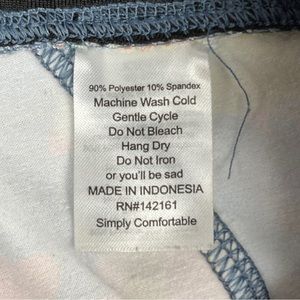 90% Polyester 10% Spandex
Machine Wash Cold
Gentle Cycle
Do Not Bleach
Hang Dry
Do Not Iron
or you'll be sad
MADE IN INDONESIA
RN#142161
Simply Comfortable